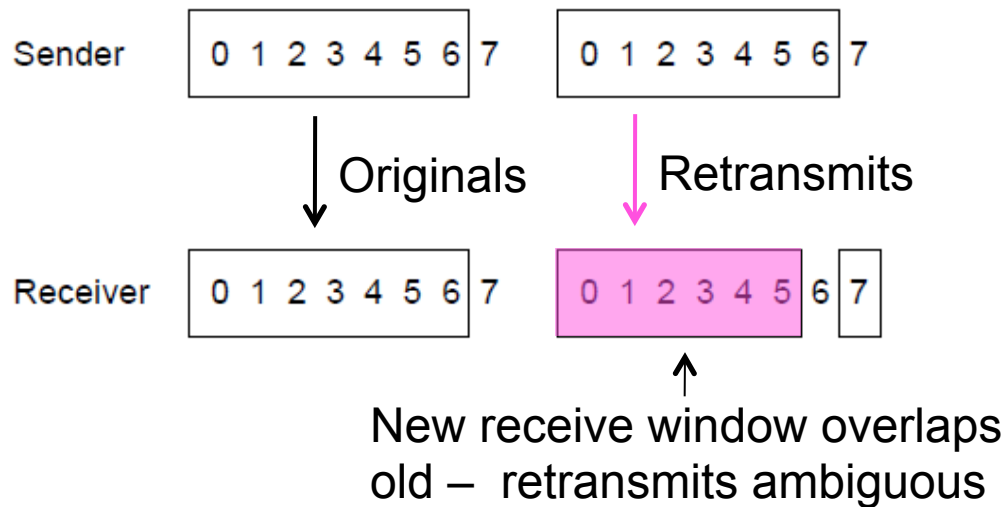 Sender 0 1 2 3 4 5 6 7 0 1 2 3 4 5 6 7
Originals Retransmits
Receiver 0 1 2 3 4 5 6 7 0 1 2 3 4 5 6 7
New receive window overlaps
old – retransmits ambiguous